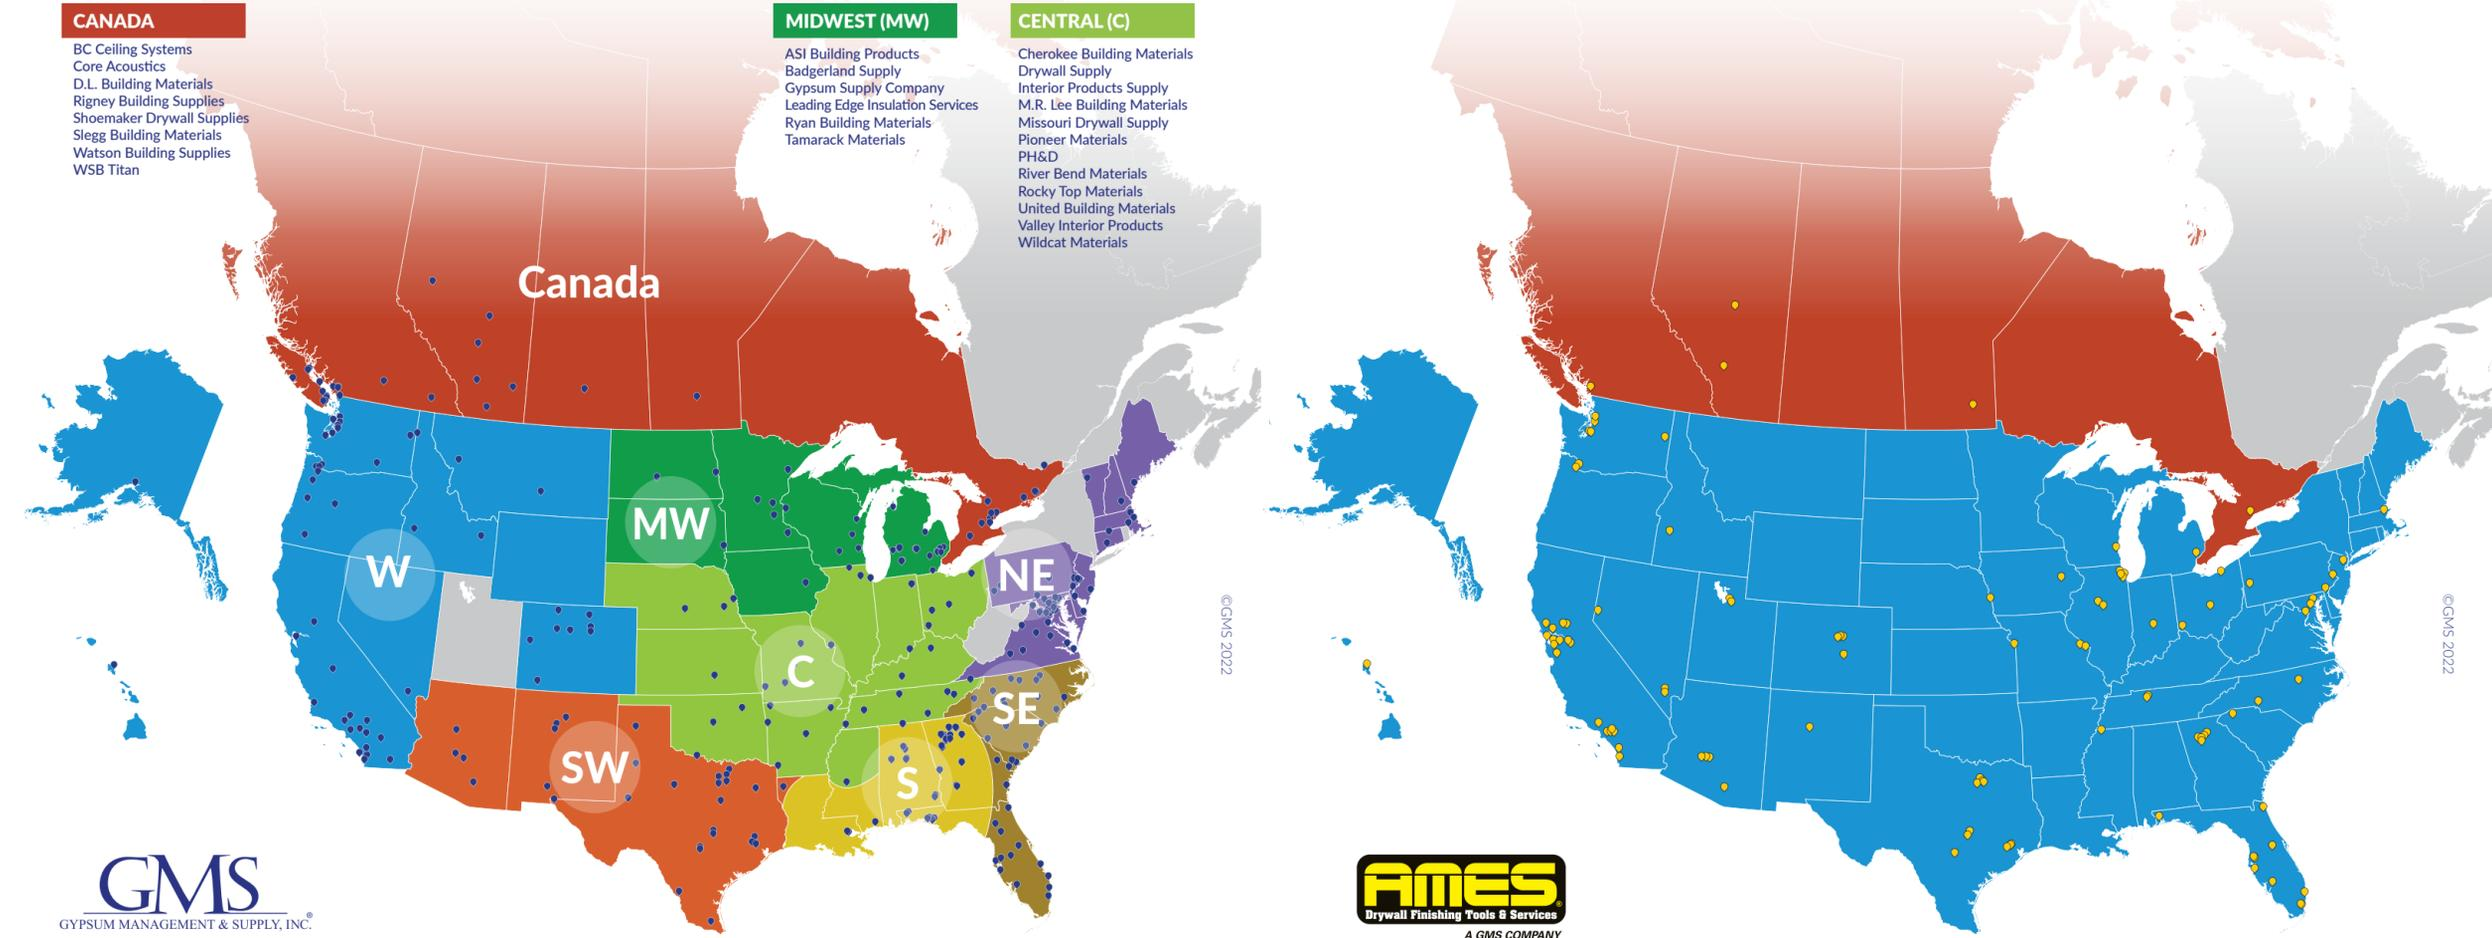 CANADA
BC Ceiling Systems
Core Acoustics
D.L. Building Materials
Rigney Building Supplies
Shoemaker Drywall Supplies
Slegg Building Materials
Watson Building Supplies
WSB Titan
MIDWEST (MW)
ASI Building Products
Badgerland Supply
Gypsum Supply Company
Leading Edge Insulation Services
Ryan Building Materials
Tamarack Materials
CENTRAL (C)
Cherokee Building Materials
Drywall Supply
Interior Products Supply
M.R. Lee Building Materials
Missouri Drywall Supply
Pioneer Materials
PH&D
River Bend Materials
Rocky Top Materials
United Building Materials
Valley Interior Products
Wildcat Materials
Canada
MW
W
NE
C
SE
SW
S
©GMS 2022
GMS
GYPSUM MANAGEMENT & SUPPLY, INC.®
©GMS 2022
AMES®
Drywall Finishing Tools & Services
A GMS COMPANY